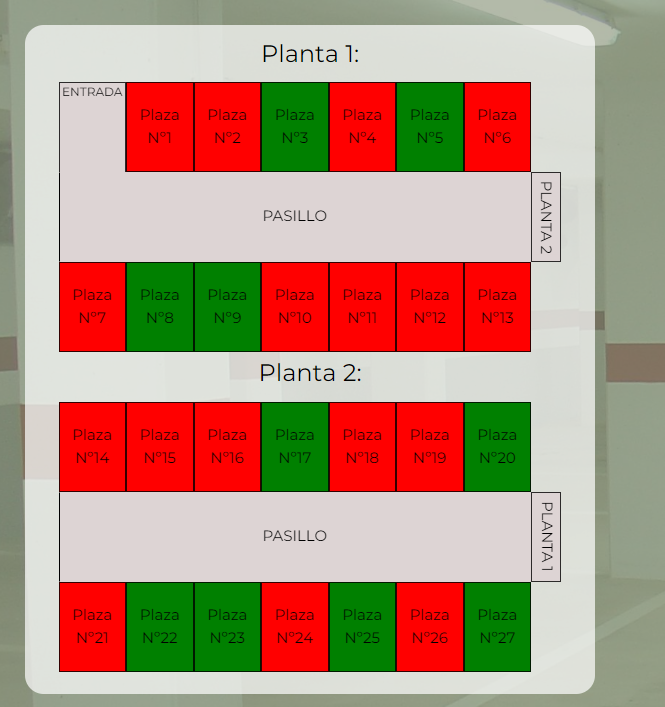 Planta 1:
ENTRADA
Plaza Nº1
Plaza Nº2
Plaza Nº3
Plaza Nº4
Plaza Nº5
Plaza Nº6
PASILLO
PLANTA 2
Plaza Nº7
Plaza Nº8
Plaza Nº9
Plaza Nº10
Plaza Nº11
Plaza Nº12
Plaza Nº13
Planta 2:
Plaza Nº14
Plaza Nº15
Plaza Nº16
Plaza Nº17
Plaza Nº18
Plaza Nº19
Plaza Nº20
PASILLO
PLANTA 1
Plaza Nº21
Plaza Nº22
Plaza Nº23
Plaza Nº24
Plaza Nº25
Plaza Nº26
Plaza Nº27